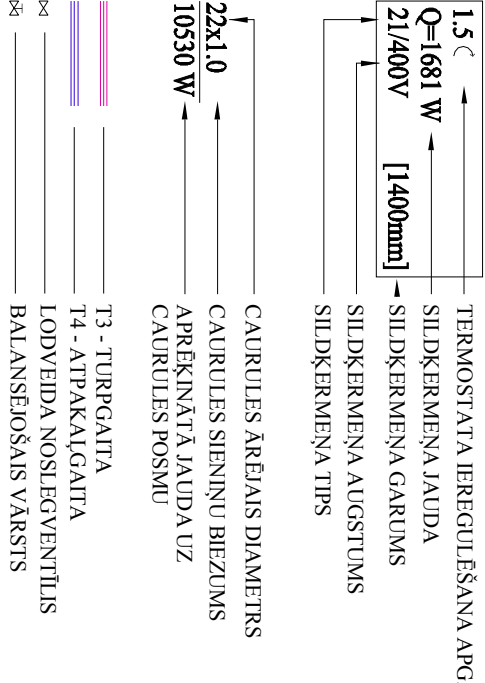 1.5
Q=1681 W
21/400V [1400mm]
TERMOSTATA IEREGULĒŠANA APG
SILDĶERMEŅA JAUDA
SILDĶERMEŅA GARUMS
SILDĶERMEŅA AUGSTUMS
SILDĶERMEŅA TIPS
22x1.0
10530 W
CAURULES ĀRĒJAIS DIAMETRS
CAURULES SIENIŅU BIEZUMS
APRĒĶINĀTĀ JAUDA UZ
CAURULES POSMU
T3 - TURPGAITA
T4 - ATPAKAĻGAITA
LODVEIDA NOSLEGVENTĪLIS
BALANSĒJOŠAIS VĀRSTS